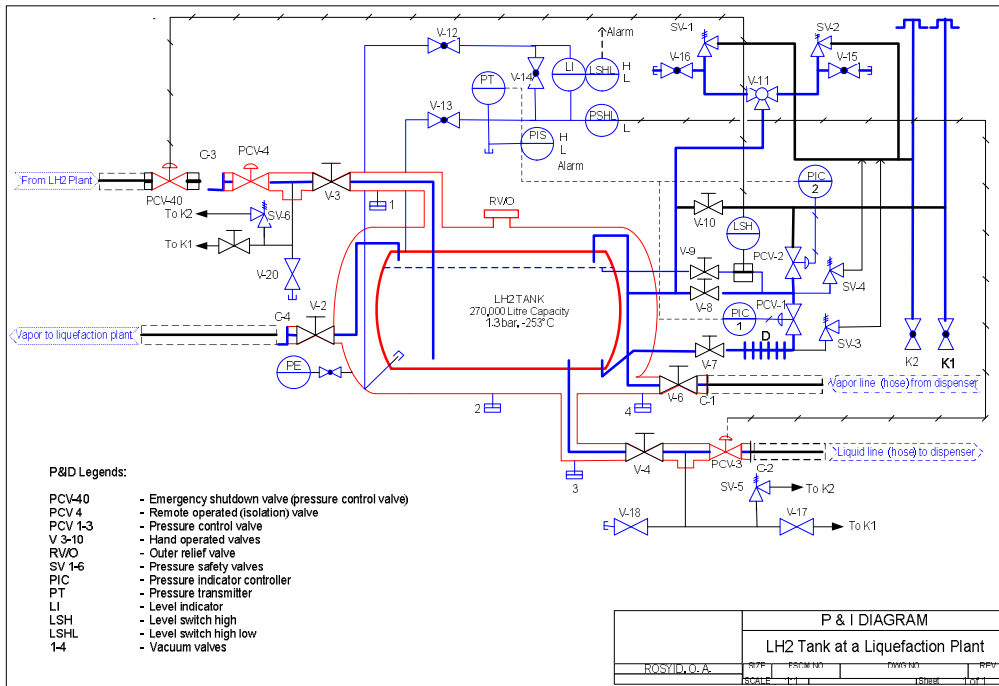 SV-1
SV-2
Alarm
V-12
V-16
V-15
LI
LSHL
H
L
V-11
PT
V-14
V-13
PSHL
L
PIS
H
L
Alarm
C-3
PCV-4
From LH2 Plant
PCV-40
V-3
1
PIC
2
To K2
SV-6
RV/O
V-10
LSH
To K1
V-9
PCV-2
V-20
SV-4
V-8
LH2 TANK
270,000 Litre Capacity
1.3 bar, -253°C
V-2
PCV-1
C-4
PIC
1
Vapor to liquefaction plant
D
SV-3
K2
K1
V-7
PE
Vapor line (hose) from dispenser
V-6
C-1
2
4
Liquid line (hose) to dispenser
V-4
PCV-3
C-2
3
SV-5
To K2
V-18
V-17
To K1
P&ID Legends:
PCV-40 - Emergency shutdown valve (pressure control valve)
PCV 4 - Remote operated (isolation) valve
PCV 1-3 - Pressure control valve
V 3-10 - Hand operated valves
RV/O - Outer relief valve
SV 1-6 - Pressure safety valves
PIC - Pressure indicator controller
PT - Pressure transmitter
LI - Level indicator
LSH - Level switch high
LSHL - Level switch high low
1-4 - Vacuum valves
P & I DIAGRAM
LH2 Tank at a Liquefaction Plant
ROSYID, O. A.
SIZE FSCM NO DWG NO REV
SCALE 1:1 Sheet 1 of 1